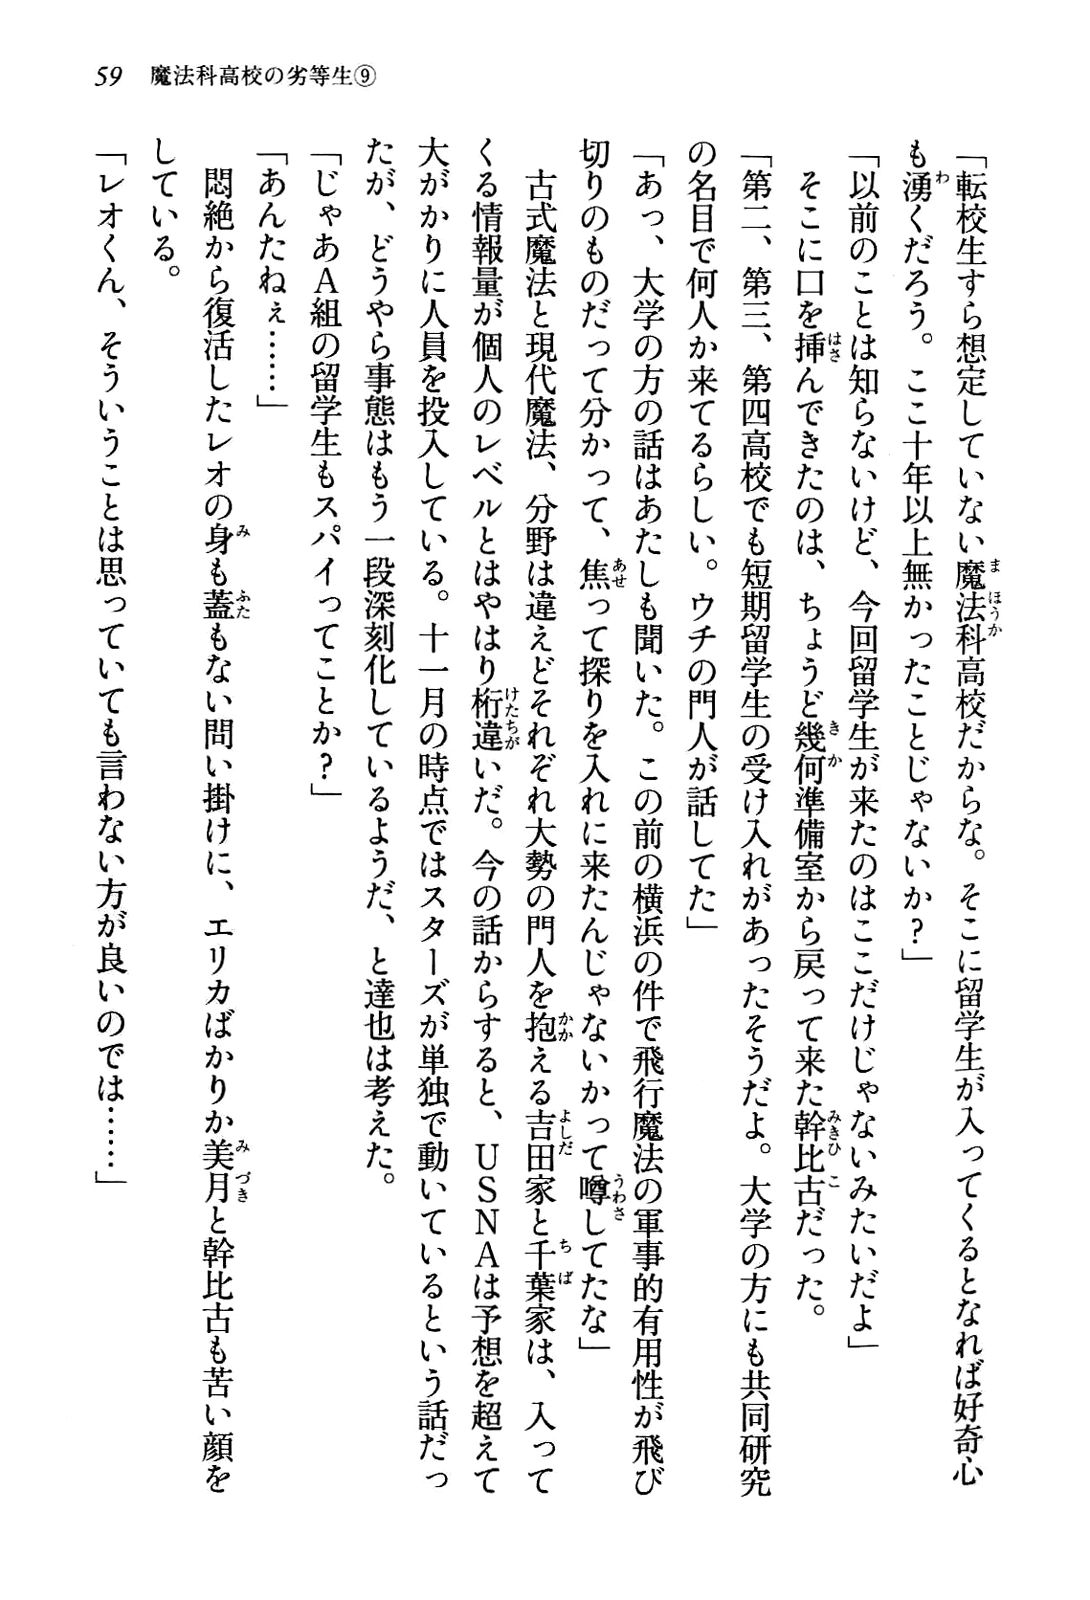 59 魔法科高校の劣等生⑨
「転校生すら想定していない魔法科高校だからな。そこに留学生が入ってくるとなれば好奇心
も湧くだろう。ここ十年以上無かったことじゃないか？」
「以前のことは知らないけど、今回留学生が来たのはここだけじゃないみたいだよ」
そこに口を挿んできたのは、ちょうど幾何準備室から戻って来た幹比古だった。
「第二、第三、第四高校でも短期留学生の受け入れがあったそうだよ。大学の方にも共同研究
の名目で何人か来てるらしい。ウチの門人が話してた」
「あっ、大学の方の話はあたしも聞いた。この前の横浜の件で飛行魔法の軍事的有用性が飛び
切りのものだって分かって、焦って探りを入れに来たんじゃないかって噂してたな」
古式魔法と現代魔法、分野は違えどそれぞれ大勢の門人を抱える吉田家と千葉家は、入って
くる情報量が個人のレベルとはやはり桁違いだ。今の話からすると、ＵＳＮＡは予想を超えて
大がかりに人員を投入している。十一月の時点ではスターズが単独で動いているという話だっ
たが、どうやら事態はもう一段深刻化しているようだ、と達也は考えた。
「じゃあＡ組の留学生もスパイってことか？」
「あんたねぇ……」
悶絶から復活したレオの身も蓋もない問い掛けに、エリカばかりか美月と幹比古も苦い顔を
している。
「レオくん、そういうことは思っていても言わない方が良いのでは……」